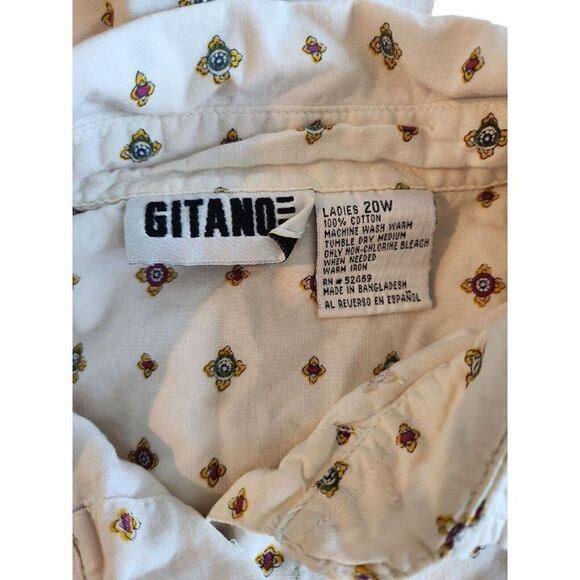 GITANO
LADIES 20W
100% COTTON
MACHINE WASH WARM
TUMBLE DRY MEDIUM
ONLY NON-CHLORINE BLEACH
WHEN NEEDED
WARM IRON
RN # 52469
MADE IN BANGLADESH
AL REVERSO EN ESPAÑOL